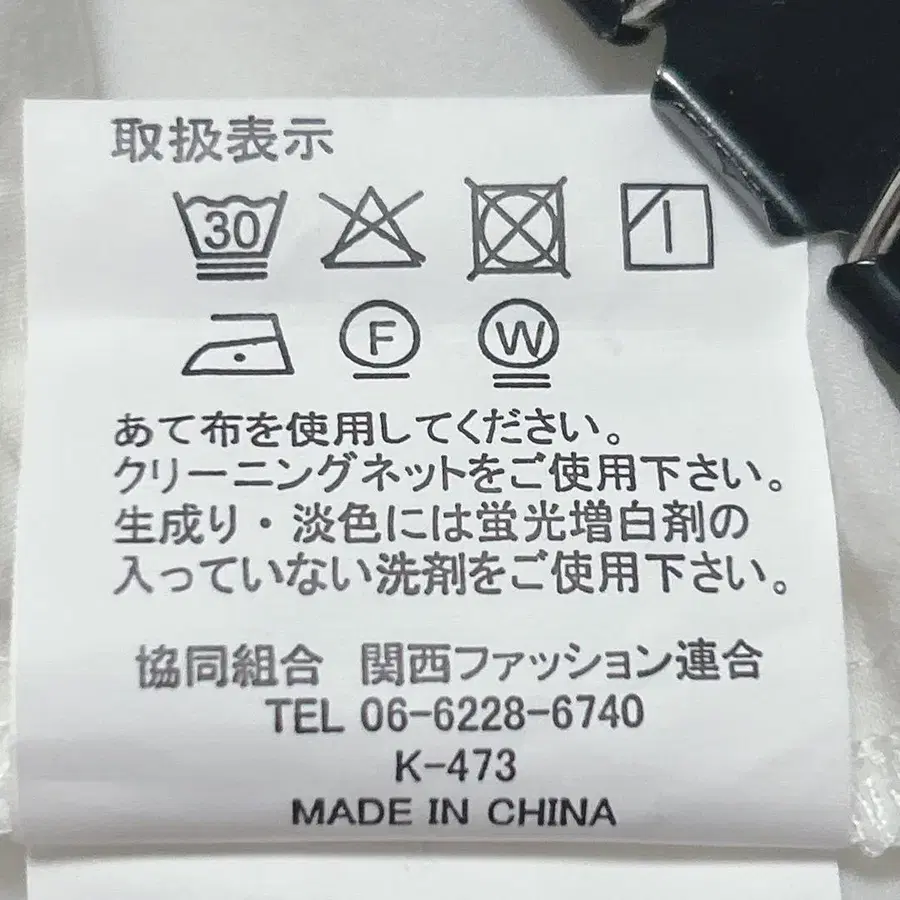 取扱表示
30
F W
あて布を使用してください。
クリーニングネットをご使用下さい。
生成り・淡色には蛍光増白剤の
入っていない洗剤をご使用下さい。
協同組合 関西ファッション連合
TEL 06-6228-6740
K-473
MADE IN CHINA